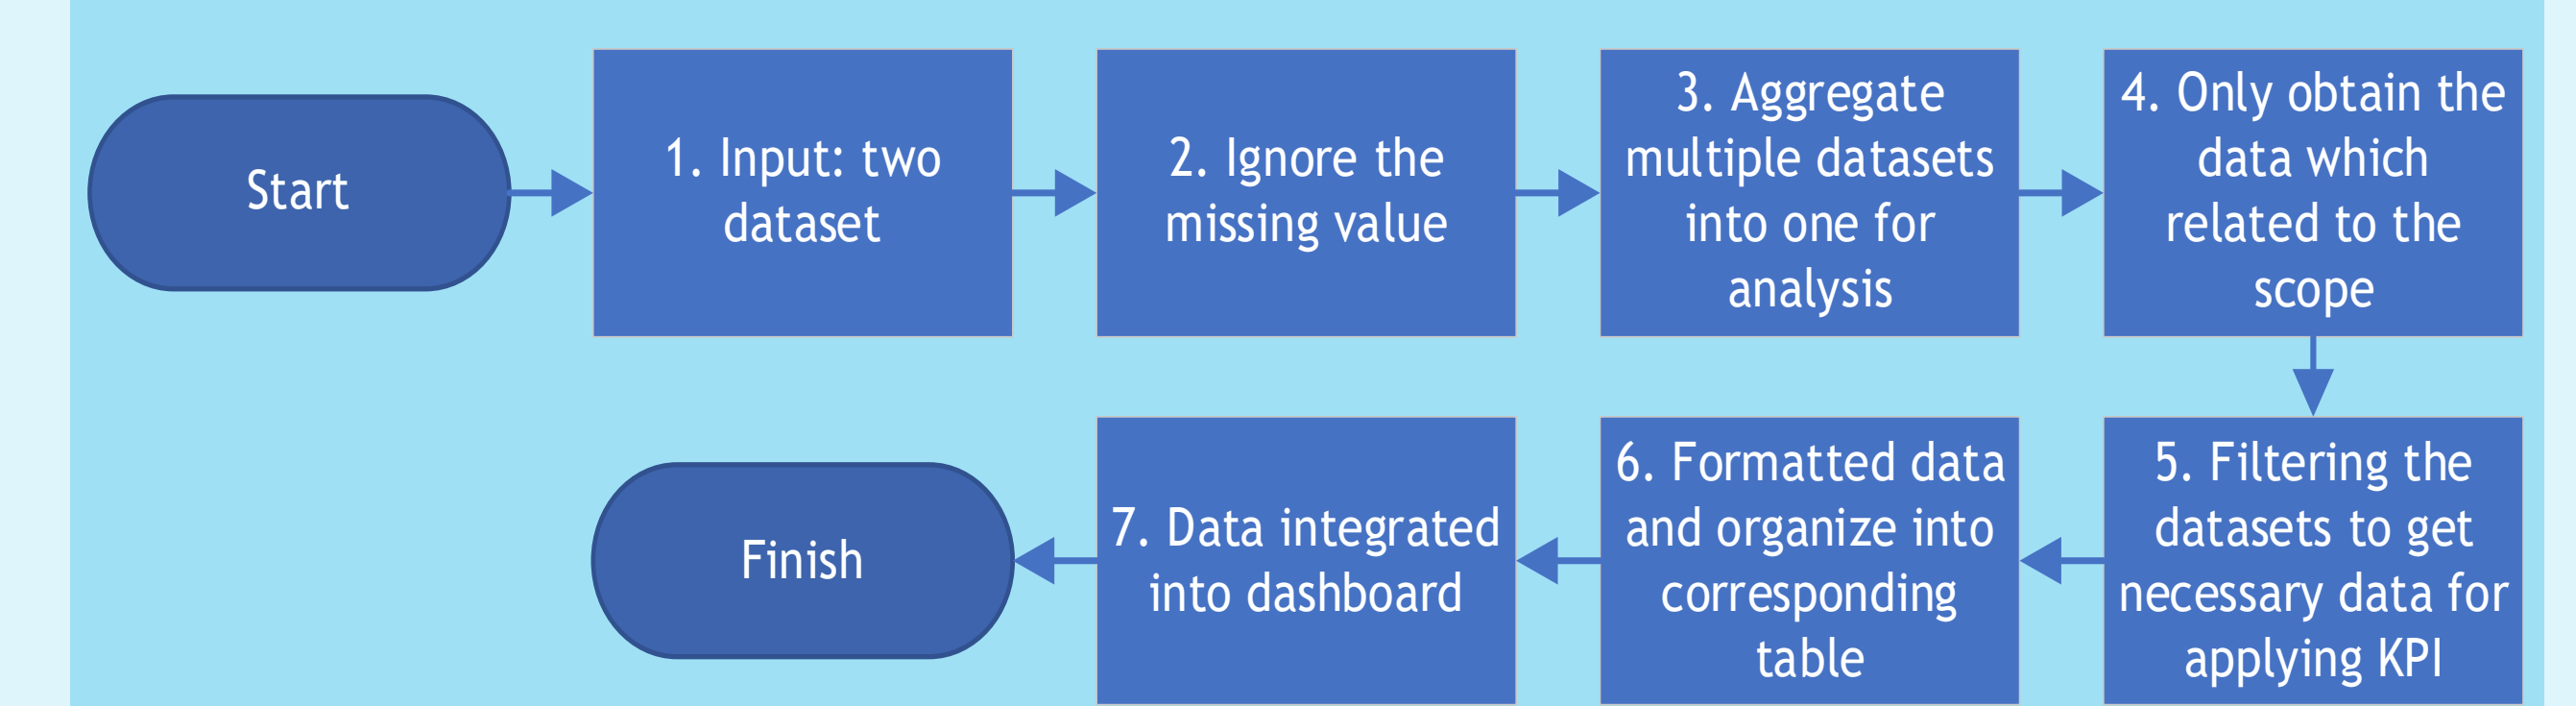 Start
1. Input: two
dataset
2. Ignore the
missing value
3. Aggregate
multiple datasets
into one for
analysis
4. Only obtain the
data which
related to the
scope
5. Filtering the
datasets to get
necessary data for
applying KPI
6. Formatted data
and organize into
corresponding
table
7. Data integrated
into dashboard
Finish